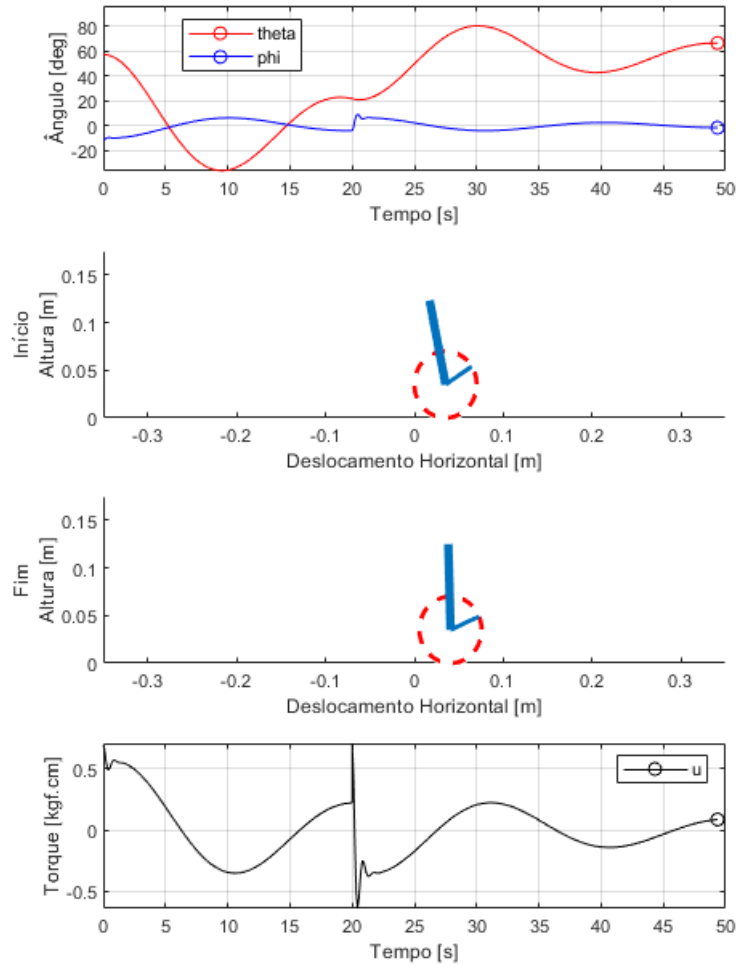 Ângulo [deg]
80
60
40
20
0
-20
theta
phi
0 5 10 15 20 25 30 35 40 45 50
Tempo [s]
Início
Altura [m]
0.15
0.1
0.05
0
-0.3 -0.2 -0.1 0 0.1 0.2 0.3
Deslocamento Horizontal [m]
Fim
Altura [m]
0.15
0.1
0.05
0
-0.3 -0.2 -0.1 0 0.1 0.2 0.3
Deslocamento Horizontal [m]
Torque [kgf.cm]
0.5
0
-0.5
u
0 5 10 15 20 25 30 35 40 45 50
Tempo [s]